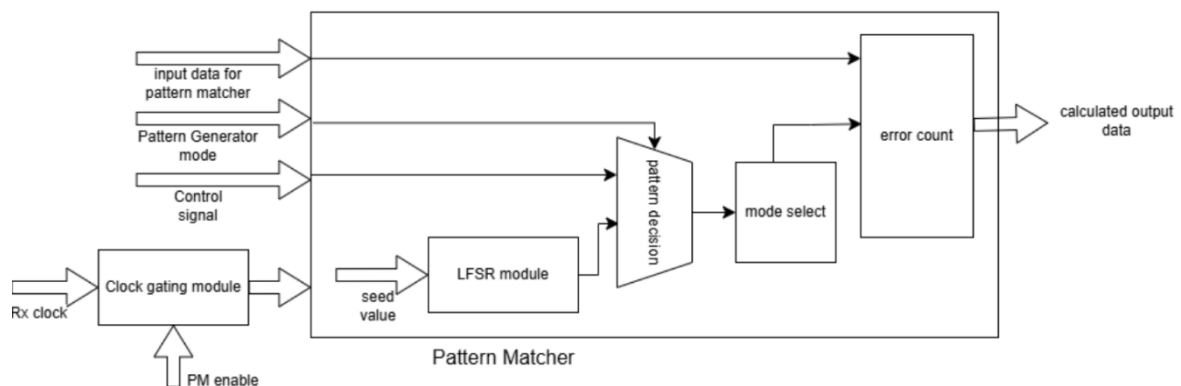 input data for
pattern matcher
Pattern Generator
mode
Control
signal
Rx clock
Clock gating module
PM enable
seed
value
LFSR module
pattern decision
mode select
error count
calculated output
data
Pattern Matcher